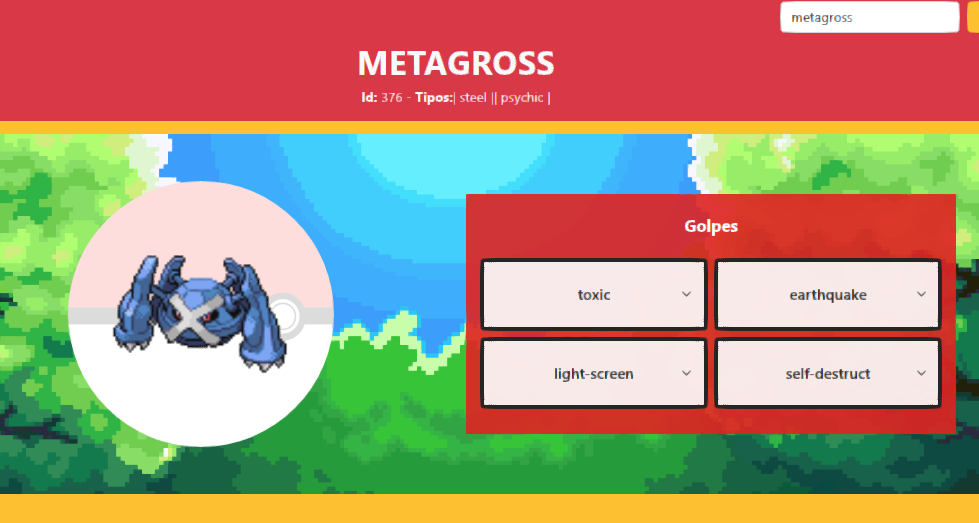 metagross
METAGROSS
Id: 376 - Tipos:| steel || psychic |
Golpes
toxic
earthquake
light-screen
self-destruct